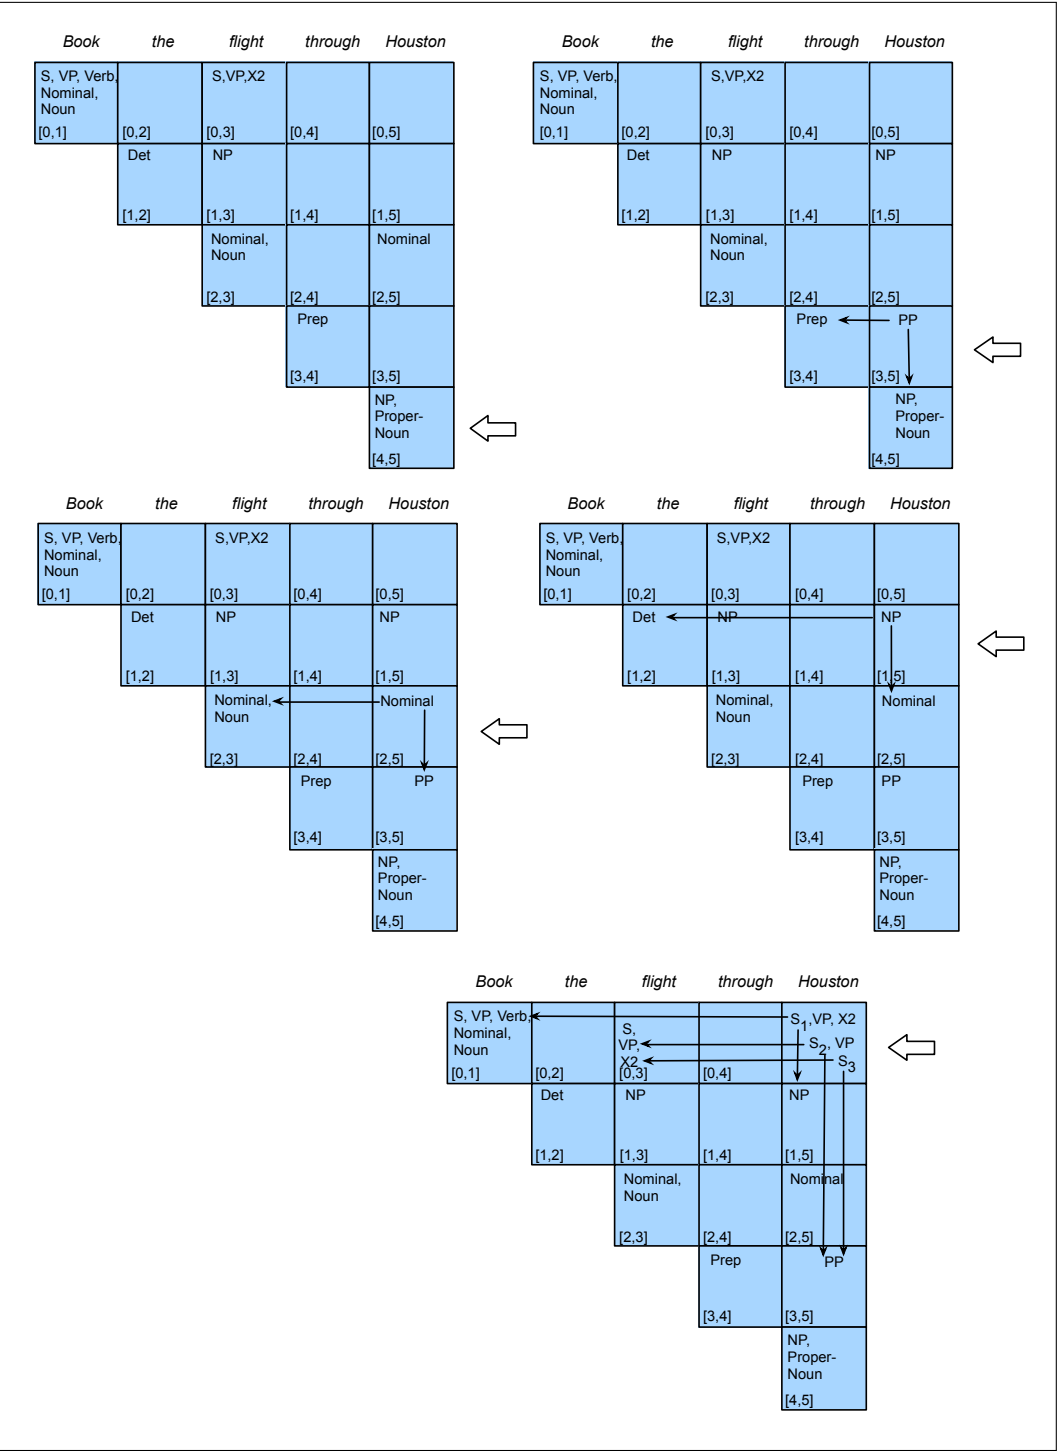 Book the flight through Houston
S, VP, Verb, Nominal, Noun [0,1] [0,2] S,VP,X2 [0,3] [0,4] [0,5]
Det [1,2] NP [1,3] [1,4] [1,5]
Nominal, Noun [2,3] [2,4] Nominal [2,5]
Prep [3,4] [3,5]
NP, Proper-Noun [4,5]
Book the flight through Houston
S, VP, Verb, Nominal, Noun [0,1] [0,2] S,VP,X2 [0,3] [0,4] [0,5]
Det [1,2] NP [1,3] [1,4] NP [1,5]
Nominal, Noun [2,3] [2,4] [2,5]
Prep [3,4] PP [3,5]
NP, Proper-Noun [4,5]
Book the flight through Houston
S, VP, Verb, Nominal, Noun [0,1] [0,2] S,VP,X2 [0,3] [0,4] [0,5]
Det [1,2] NP [1,3] [1,4] NP [1,5]
Nominal, Noun [2,3] [2,4] Nominal [2,5]
Prep [3,4] PP [3,5]
NP, Proper-Noun [4,5]
Book the flight through Houston
S, VP, Verb, Nominal, Noun [0,1] [0,2] S,VP,X2 [0,3] [0,4] [0,5]
Det [1,2] NP [1,3] [1,4] NP [1,5]
Nominal, Noun [2,3] [2,4] Nominal [2,5]
Prep [3,4] PP [3,5]
NP, Proper-Noun [4,5]
Book the flight through Houston
S, VP, Verb, Nominal, Noun [0,1] [0,2] S, VP, X2 [0,3] [0,4] S1,VP, X2 S2, VP S3
Det [1,2] NP [1,3] [1,4] NP [1,5]
Nominal, Noun [2,3] [2,4] Nominal [2,5]
Prep [3,4] PP [3,5]
NP, Proper-Noun [4,5]